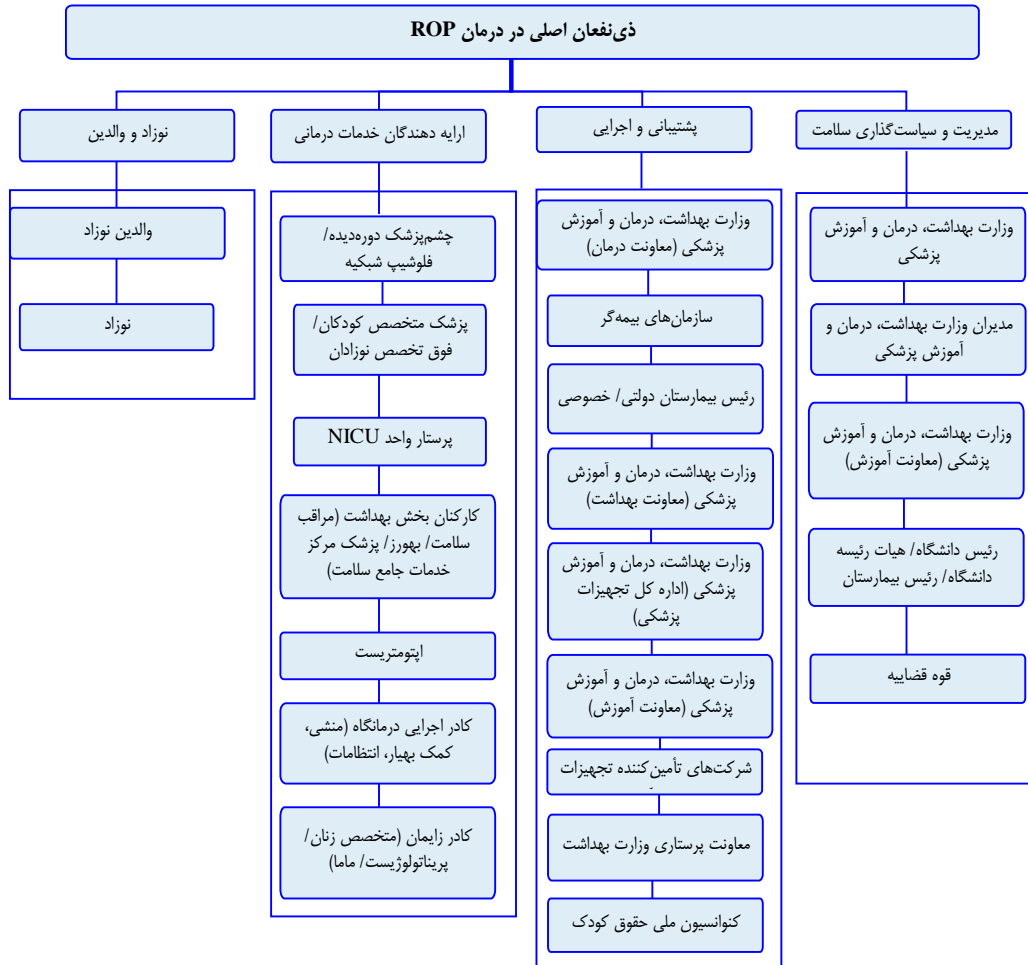 ذی‌نفعان اصلی در درمان ROP
مدیریت و سیاست‌گذاری سلامت
وزارت بهداشت، درمان و آموزش
پزشکی
مدیران وزارت بهداشت، درمان و
آموزش پزشکی
وزارت بهداشت، درمان و آموزش
پزشکی (معاونت آموزش)
رئیس دانشگاه/ هیات رئیسه
دانشگاه/ رئیس بیمارستان
قوه قضاییه
پشتیبانی و اجرایی
وزارت بهداشت، درمان و آموزش
پزشکی (معاونت درمان)
سازمان‌های بیمه‌گر
رئیس بیمارستان دولتی/ خصوصی
وزارت بهداشت، درمان و آموزش
پزشکی (معاونت بهداشت)
وزارت بهداشت، درمان و آموزش
پزشکی (اداره کل تجهیزات
پزشکی)
وزارت بهداشت، درمان و آموزش
پزشکی (معاونت آموزش)
شرکت‌های تأمین‌کننده تجهیزات
معاونت پرستاری وزارت بهداشت
کنوانسیون ملی حقوق کودک
ارایه دهندگان خدمات درمانی
چشم‌پزشک دوره‌دیده/
فلوشیپ شبکیه
پزشک متخصص کودکان/
فوق تخصص نوزادان
پرستار واحد NICU
کارکنان بخش بهداشت (مراقب
سلامت/ بهورز/ پزشک مرکز
خدمات جامع سلامت)
اپتومتریست
کادر اجرایی درمانگاه (منشی،
کمک بهیار، انتظامات)
کادر زایمان (متخصص زنان/
پریناتولوژیست/ ماما)
نوزاد و والدین
والدین نوزاد
نوزاد